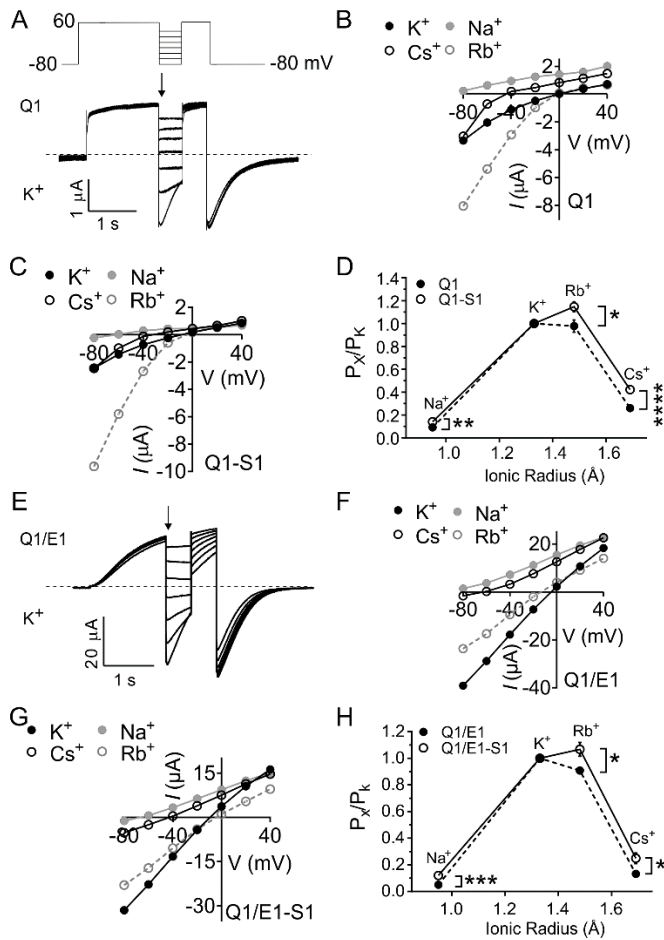 A
60
-80
-80 mV
Q1
K+
1 µA
1 s
B
K+ Na+
Cs+ Rb+
2
-80 -40 40
V (mV)
-2
-4
-6
-8
I (µA)
Q1
C
K+ Na+
Cs+ Rb+
2
-80 -40 40
V (mV)
-2
-4
-6
-8
-10
I (µA)
Q1-S1
D
Q1
Q1-S1
1.4
1.2
1.0
0.8
0.6
0.4
0.2
0.0
PX/PK
Na+
K+
Rb+
Cs+
**
*
****
1.0 1.2 1.4 1.6
Ionic Radius (Å)
E
Q1/E1
K+
20 µA
1 s
F
K+ Na+
Cs+ Rb+
20
-80 -40 40
V (mV)
-20
-40
I (µA)
Q1/E1
G
K+ Na+
Cs+ Rb+
I (µA)
15
-80 -40 40
V (mV)
-15
-30
Q1/E1-S1
H
Q1/E1
Q1/E1-S1
1.2
1.0
0.8
0.6
0.4
0.2
0.0
PX/Pk
Na+
K+
Rb+
Cs+
***
*
*
1.0 1.2 1.4 1.6
Ionic Radius (Å)